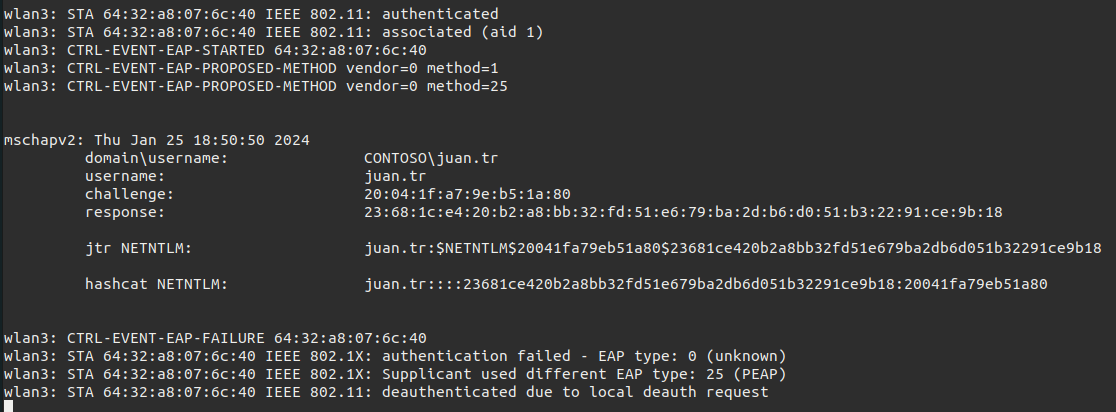 wlan3: STA 64:32:a8:07:6c:40 IEEE 802.11: authenticated
wlan3: STA 64:32:a8:07:6c:40 IEEE 802.11: associated (aid 1)
wlan3: CTRL-EVENT-EAP-STARTED 64:32:a8:07:6c:40
wlan3: CTRL-EVENT-EAP-PROPOSED-METHOD vendor=0 method=1
wlan3: CTRL-EVENT-EAP-PROPOSED-METHOD vendor=0 method=25
mschapv2: Thu Jan 25 18:50:50 2024
domain\username: CONTOSO\juan.tr
username: juan.tr
challenge: 20:04:1f:a7:9e:b5:1a:80
response: 23:68:1c:e4:20:b2:a8:bb:32:fd:51:e6:79:ba:2d:b6:d0:51:b3:22:91:ce:9b:18
jtr NETNTLM: juan.tr:$NETNTLM$20041fa79eb51a80$23681ce420b2a8bb32fd51e679ba2db6d051b32291ce9b18
hashcat NETNTLM: juan.tr::::23681ce420b2a8bb32fd51e679ba2db6d051b32291ce9b18:20041fa79eb51a80
wlan3: CTRL-EVENT-EAP-FAILURE 64:32:a8:07:6c:40
wlan3: STA 64:32:a8:07:6c:40 IEEE 802.1X: authentication failed - EAP type: 0 (unknown)
wlan3: STA 64:32:a8:07:6c:40 IEEE 802.1X: Supplicant used different EAP type: 25 (PEAP)
wlan3: STA 64:32:a8:07:6c:40 IEEE 802.11: deauthenticated due to local deauth request